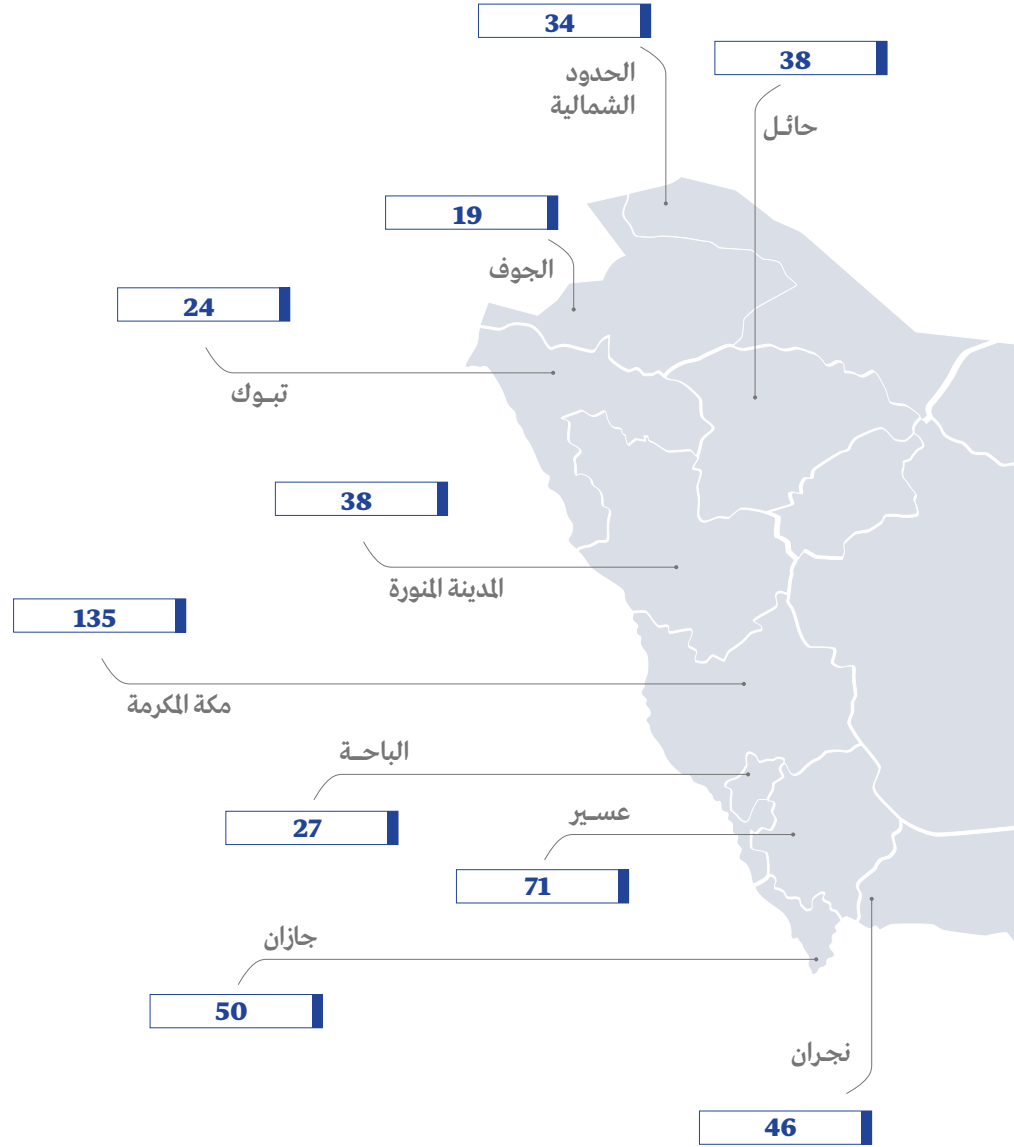 34
الحدود
الشمالية
38
حائل
19
الجوف
24
تبوك
38
المدينة المنورة
135
مكة المكرمة
الباحة
27
عسير
71
جازان
50
نجران
46